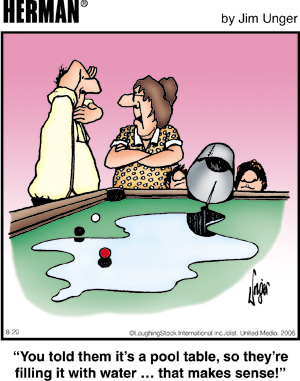 HERMAN®
by Jim Unger
Unger
8-29
©LaughingStock International Inc./dist. United Media, 2006
“You told them it’s a pool table, so they’re
filling it with water ... that makes sense!”